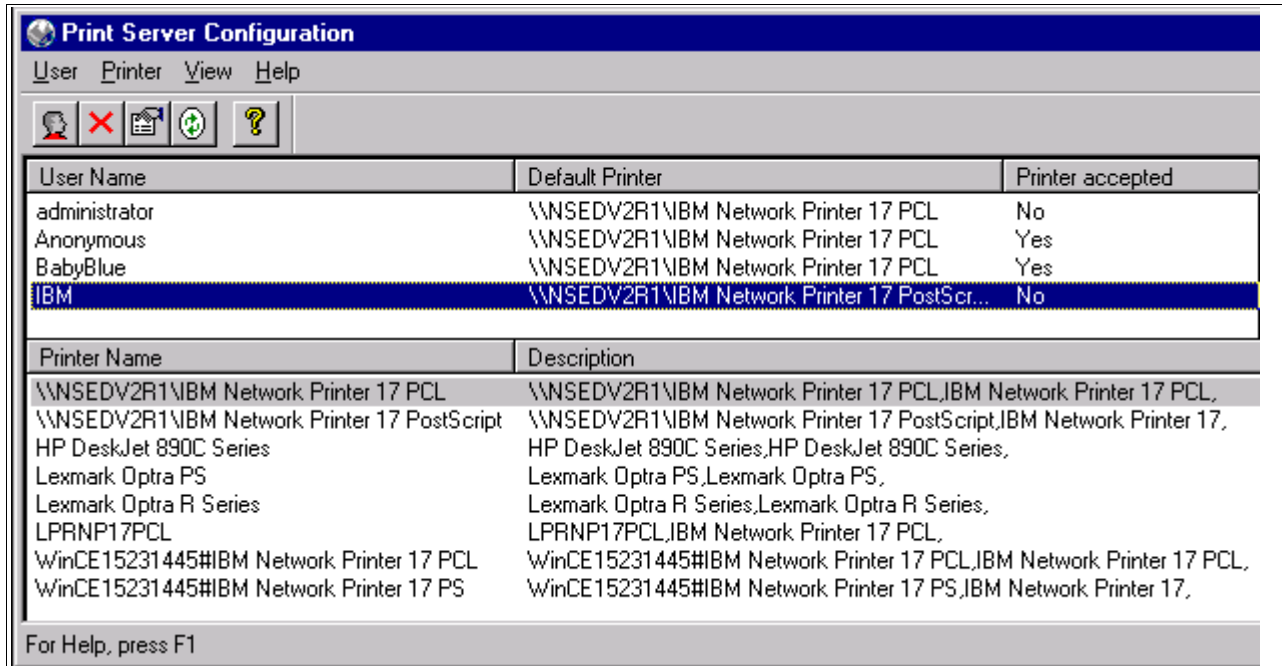 Print Server Configuration
User Printer View Help
User Name Default Printer Printer accepted
administrator \\NSEDV2R1\IBM Network Printer 17 PCL No
Anonymous \\NSEDV2R1\IBM Network Printer 17 PCL Yes
BabyBlue \\NSEDV2R1\IBM Network Printer 17 PCL Yes
IBM \\NSEDV2R1\IBM Network Printer 17 PostScr... No
Printer Name Description
\\NSEDV2R1\IBM Network Printer 17 PCL \\NSEDV2R1\IBM Network Printer 17 PCL,IBM Network Printer 17 PCL,
\\NSEDV2R1\IBM Network Printer 17 PostScript \\NSEDV2R1\IBM Network Printer 17 PostScript,IBM Network Printer 17,
HP DeskJet 890C Series HP DeskJet 890C Series,HP DeskJet 890C Series,
Lexmark Optra PS Lexmark Optra PS,Lexmark Optra PS,
Lexmark Optra R Series Lexmark Optra R Series,Lexmark Optra R Series,
LPRNP17PCL LPRNP17PCL,IBM Network Printer 17 PCL,
WinCE15231445#IBM Network Printer 17 PCL WinCE15231445#IBM Network Printer 17 PCL,IBM Network Printer 17 PCL,
WinCE15231445#IBM Network Printer 17 PS WinCE15231445#IBM Network Printer 17 PS,IBM Network Printer 17,
For Help, press F1